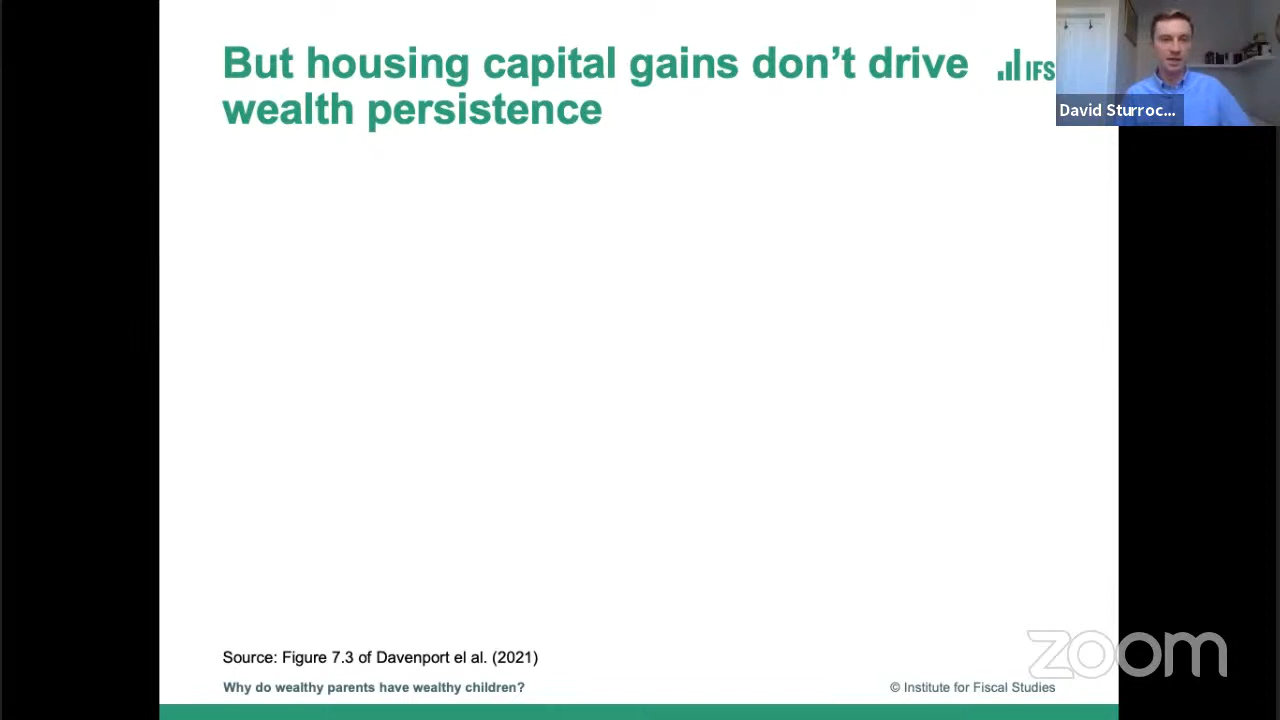 But housing capital gains don't drive
wealth persistence
IFS
David Sturroc...
Source: Figure 7.3 of Davenport el al. (2021)
Why do wealthy parents have wealthy children?
© Institute for Fiscal Studies
zoom